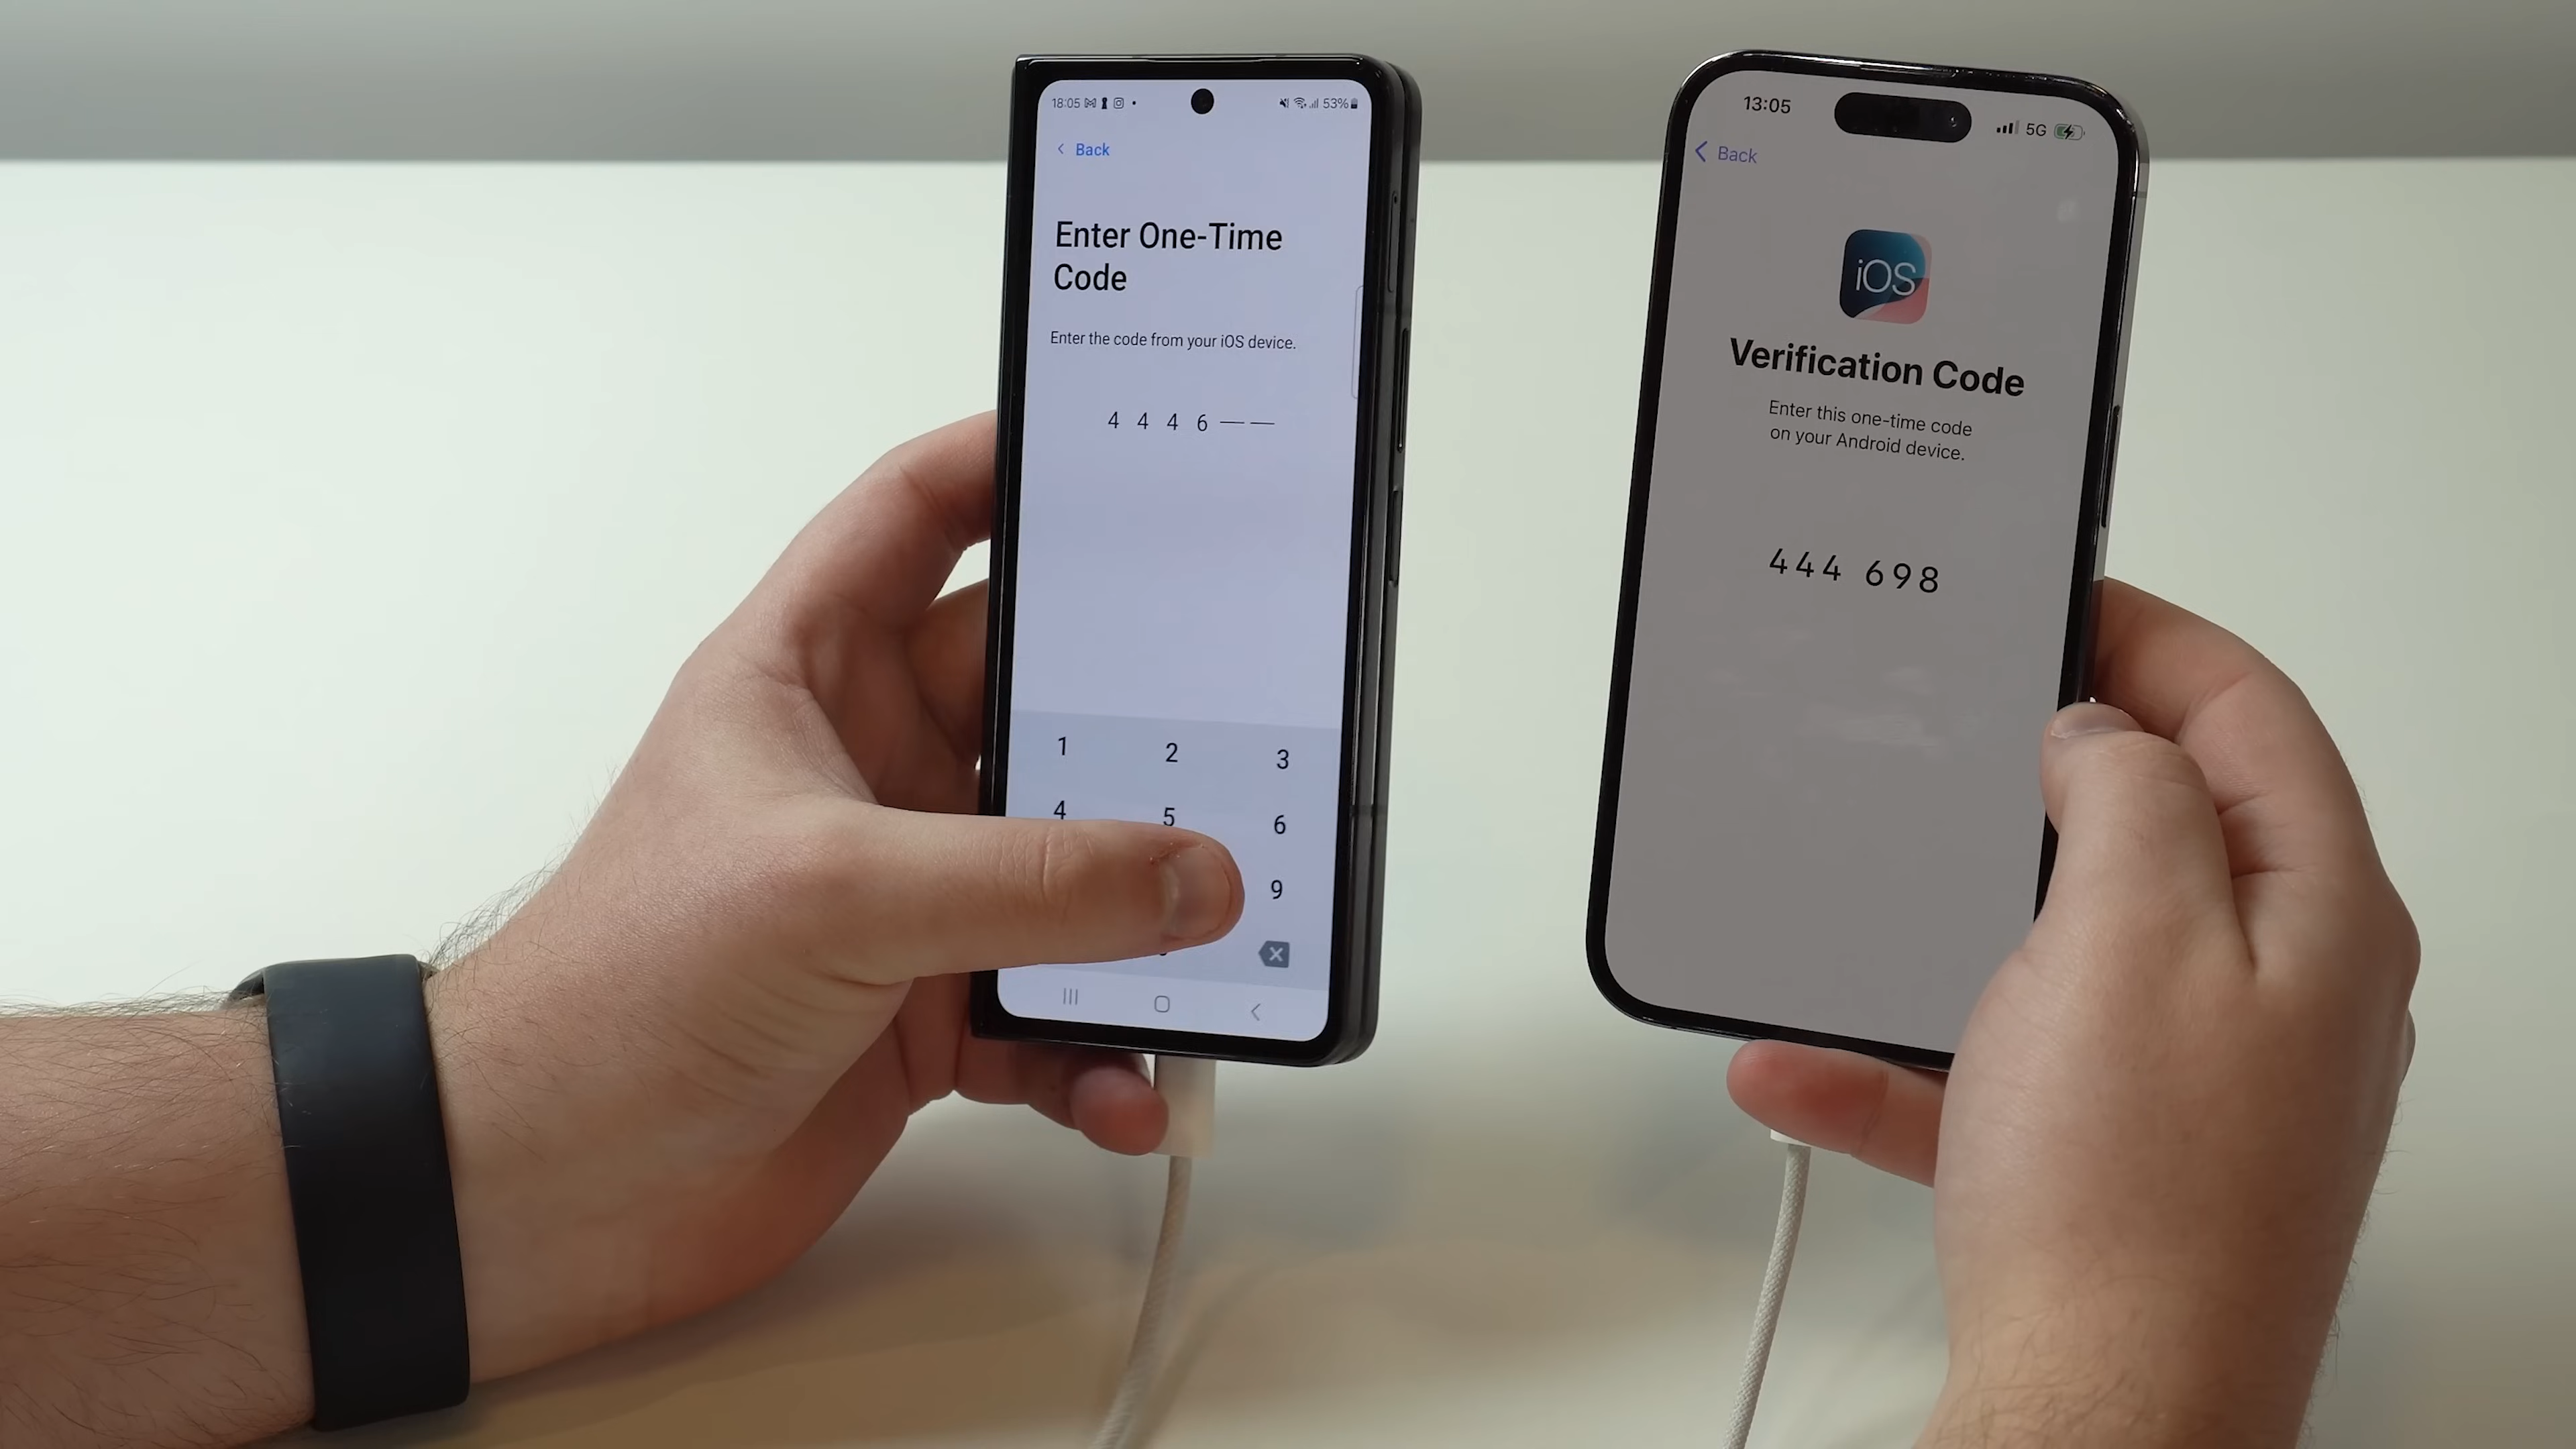 18:05
53%
Back
Enter One-Time
Code
Enter the code from your iOS device.
4 4 4 6
1 2 3
4 5 6
9
13:05
5G
Back
iOS
Verification Code
Enter this one-time code
on your Android device.
444 698